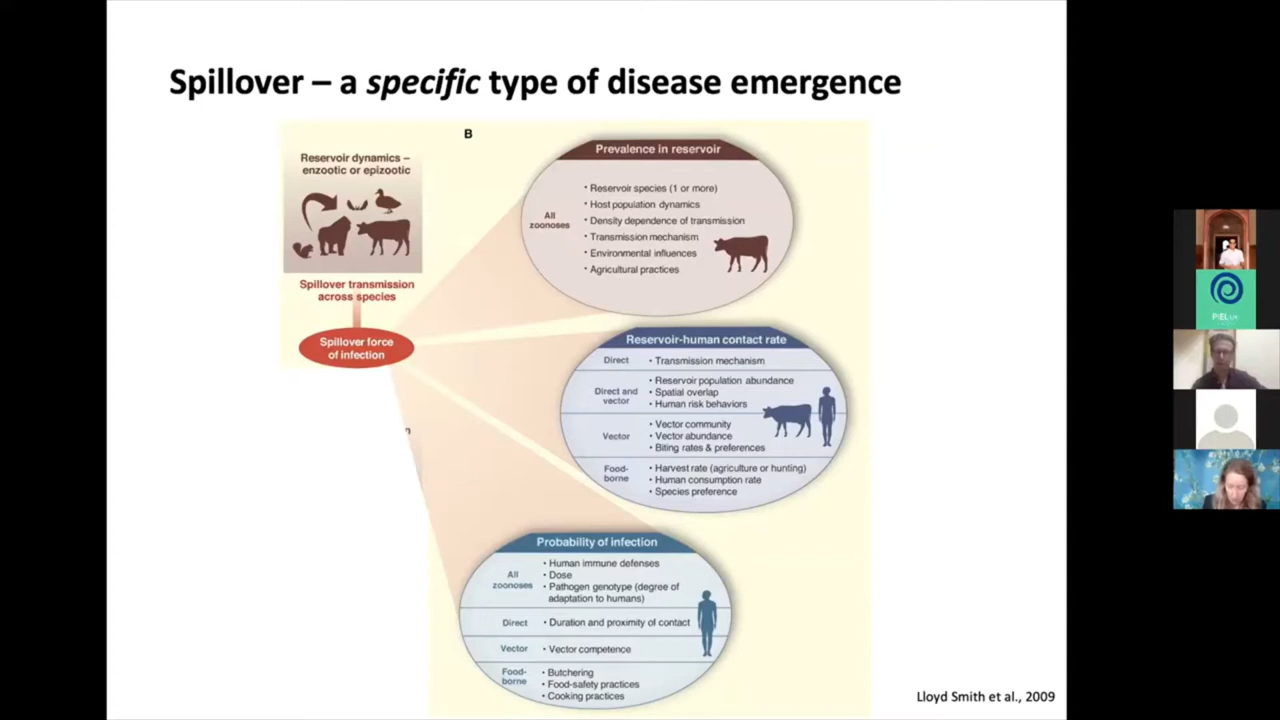 Spillover – a specific type of disease emergence
B
Reservoir dynamics –
enzootic or epizootic
Spillover transmission
across species
Spillover force
of infection
Prevalence in reservoir
All
zoonoses
• Reservoir species (1 or more)
• Host population dynamics
• Density dependence of transmission
• Transmission mechanism
• Environmental influences
• Agricultural practices
Reservoir-human contact rate
Direct
• Transmission mechanism
Direct and
vector
• Reservoir population abundance
• Spatial overlap
• Human risk behaviors
Vector
• Vector community
• Vector abundance
• Biting rates & preferences
Food-
borne
• Harvest rate (agriculture or hunting)
• Human consumption rate
• Species preference
n
Probability of infection
All
zoonoses
• Human immune defenses
• Dose
• Pathogen genotype (degree of
adaptation to humans)
Direct
• Duration and proximity of contact
Vector
• Vector competence
Food-
borne
• Butchering
• Food-safety practices
• Cooking practices
Lloyd Smith et al., 2009